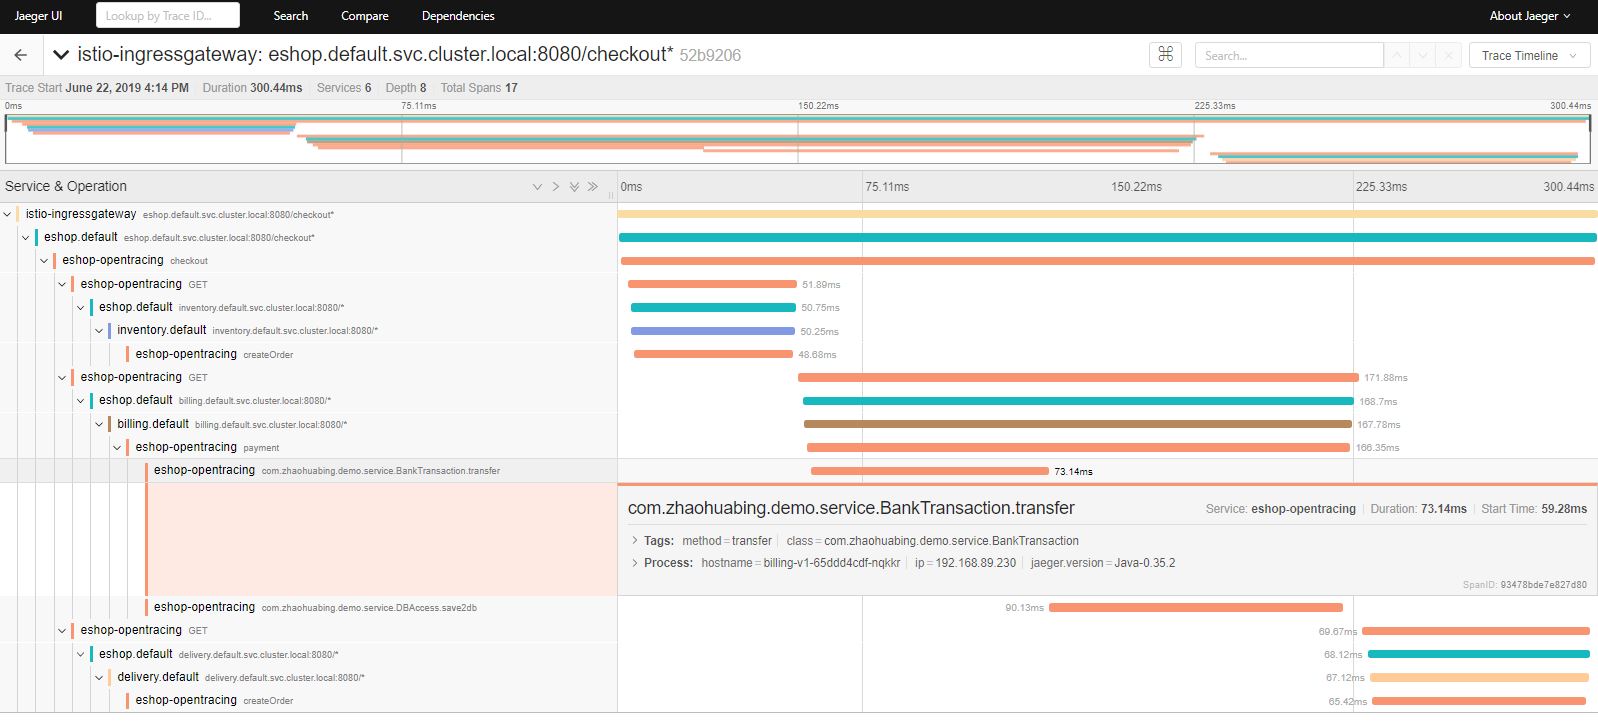 Jaeger UI Lookup by Trace ID... Search Compare Dependencies About Jaeger
istio-ingressgateway: eshop.default.svc.cluster.local:8080/checkout* 52b9206 ⌘ Search... Trace Timeline
Trace Start June 22, 2019 4:14 PM Duration 300.44ms Services 6 Depth 8 Total Spans 17
0ms 75.11ms 150.22ms 225.33ms 300.44ms
Service & Operation 0ms 75.11ms 150.22ms 225.33ms 300.44ms
istio-ingressgateway eshop.default.svc.cluster.local:8080/checkout*
eshop.default eshop.default.svc.cluster.local:8080/checkout*
eshop-opentracing checkout
eshop-opentracing GET 51.89ms
eshop.default inventory.default.svc.cluster.local:8080/* 50.75ms
inventory.default inventory.default.svc.cluster.local:8080/* 50.25ms
eshop-opentracing createOrder 48.68ms
eshop-opentracing GET 171.88ms
eshop.default billing.default.svc.cluster.local:8080/* 168.7ms
billing.default billing.default.svc.cluster.local:8080/* 167.78ms
eshop-opentracing payment 166.35ms
eshop-opentracing com.zhaohuabing.demo.service.BankTransaction.transfer 73.14ms
com.zhaohuabing.demo.service.BankTransaction.transfer Service: eshop-opentracing Duration: 73.14ms Start Time: 59.28ms
Tags: method = transfer class = com.zhaohuabing.demo.service.BankTransaction
Process: hostname = billing-v1-65ddd4cdf-nqkkr ip = 192.168.89.230 jaeger.version = Java-0.35.2
SpanID: 93478bde7e827d80
eshop-opentracing com.zhaohuabing.demo.service.DBAccess.save2db 90.13ms
eshop-opentracing GET 69.67ms
eshop.default delivery.default.svc.cluster.local:8080/* 68.12ms
delivery.default delivery.default.svc.cluster.local:8080/* 67.12ms
eshop-opentracing createOrder 65.42ms